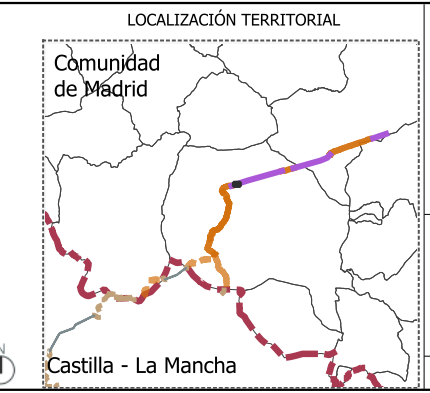 LOCALIZACIÓN TERRITORIAL
Comunidad
de Madrid
N
Castilla - La Mancha